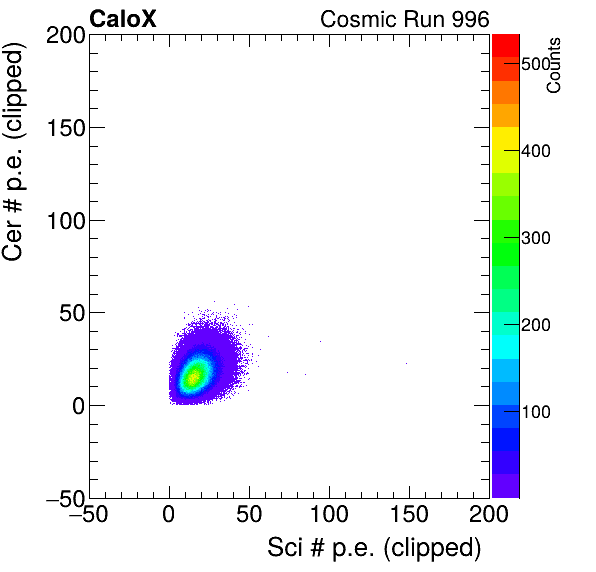 CaloX Cosmic Run 996
Cer # p.e. (clipped)
200
150
100
50
0
−50
−50 0 50 100 150 200
Sci # p.e. (clipped)
Counts
500
400
300
200
100